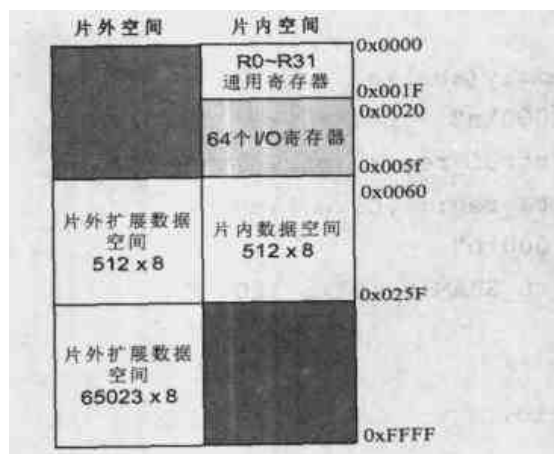 片外空间 片内空间
R0~R31
通用寄存器
0x0000
0x001F
0x0020
64个I/O寄存器
0x005f
0x0060
片外扩展数据
空间
512 x 8
片内数据空间
512 x 8
0x025F
片外扩展数据
空间
65023 x 8
0xFFFF